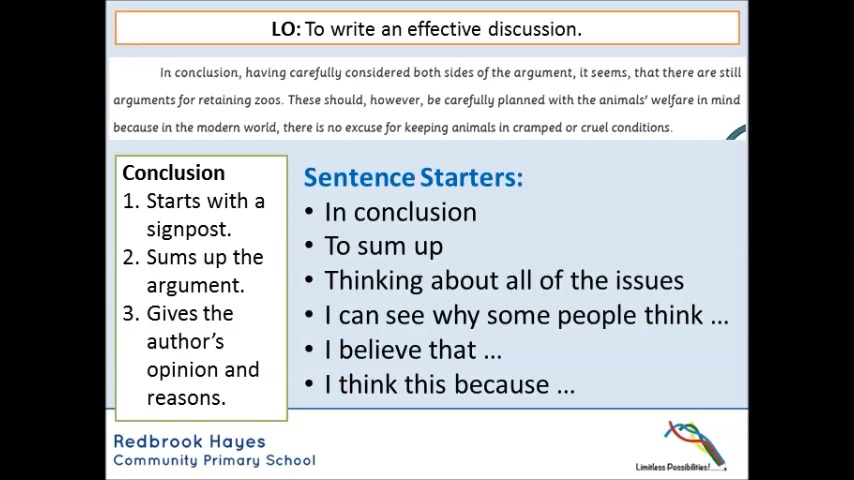 LO: To write an effective discussion.
In conclusion, having carefully considered both sides of the argument, it seems, that there are still
arguments for retaining zoos. These should, however, be carefully planned with the animals' welfare in mind
because in the modern world, there is no excuse for keeping animals in cramped or cruel conditions.
Conclusion
1. Starts with a
signpost.
2. Sums up the
argument.
3. Gives the
author's
opinion and
reasons.
Sentence Starters:
• In conclusion
• To sum up
• Thinking about all of the issues
• I can see why some people think ...
• I believe that ...
• I think this because ...
Redbrook Hayes
Community Primary School
Limitless Possibilities!